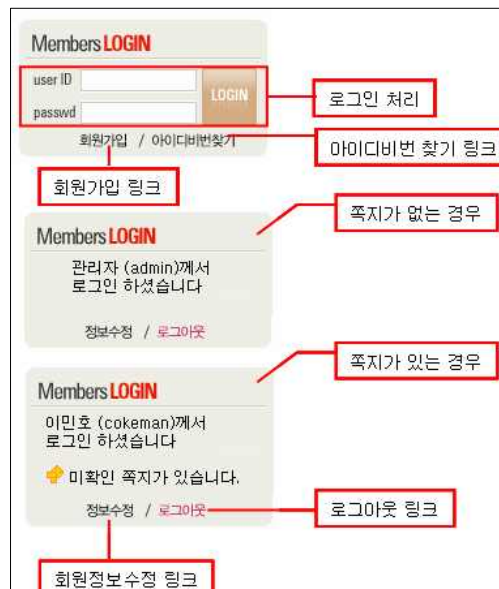 Members LOGIN
user ID
LOGIN
passwd
로그인 처리
회원가입 / 아이디비번찾기
아이디비번 찾기 링크
회원가입 링크
쪽지가 없는 경우
Members LOGIN
관리자 (admin)께서
로그인 하셨습니다
정보수정 / 로그아웃
쪽지가 있는 경우
Members LOGIN
이민호 (cokeman)께서
로그인 하셨습니다
미확인 쪽지가 있습니다.
정보수정 / 로그아웃
로그아웃 링크
회원정보수정 링크